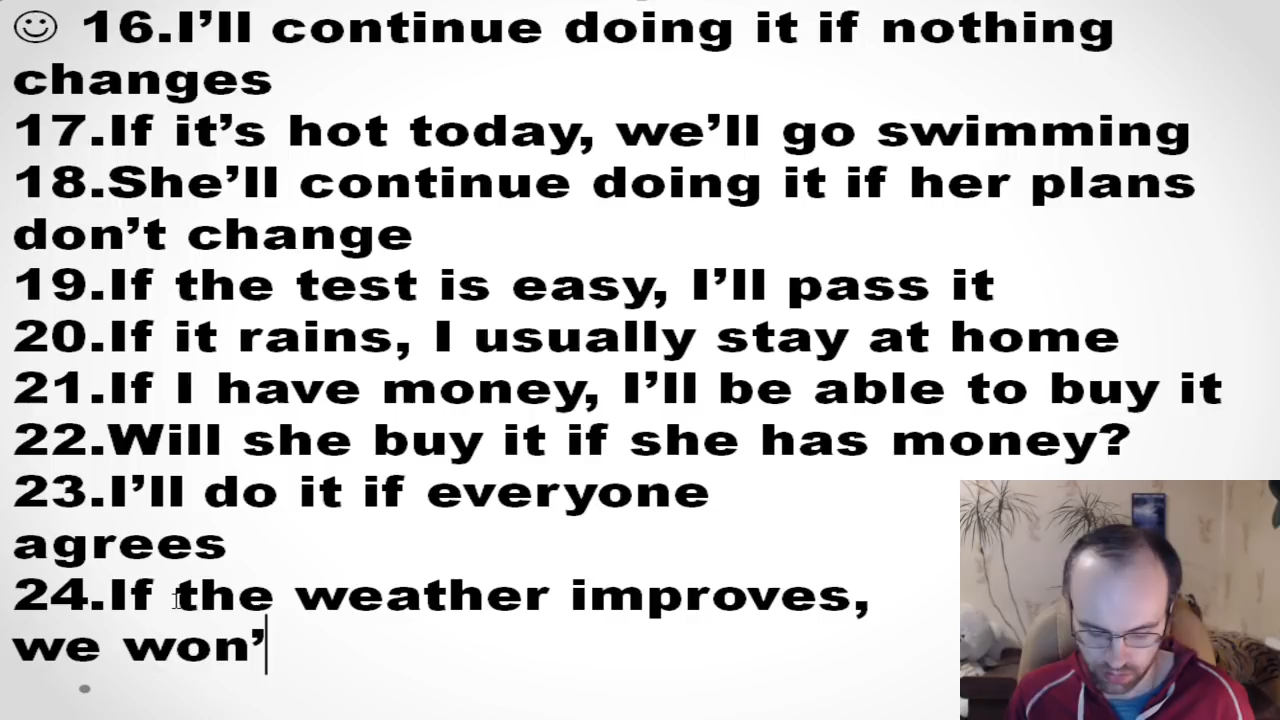 ☺ 16.I’ll continue doing it if nothing
changes
17.If it’s hot today, we’ll go swimming
18.She’ll continue doing it if her plans
don’t change
19.If the test is easy, I’ll pass it
20.If it rains, I usually stay at home
21.If I have money, I’ll be able to buy it
22.Will she buy it if she has money?
23.I’ll do it if everyone
agrees
24.If the weather improves,
we won’